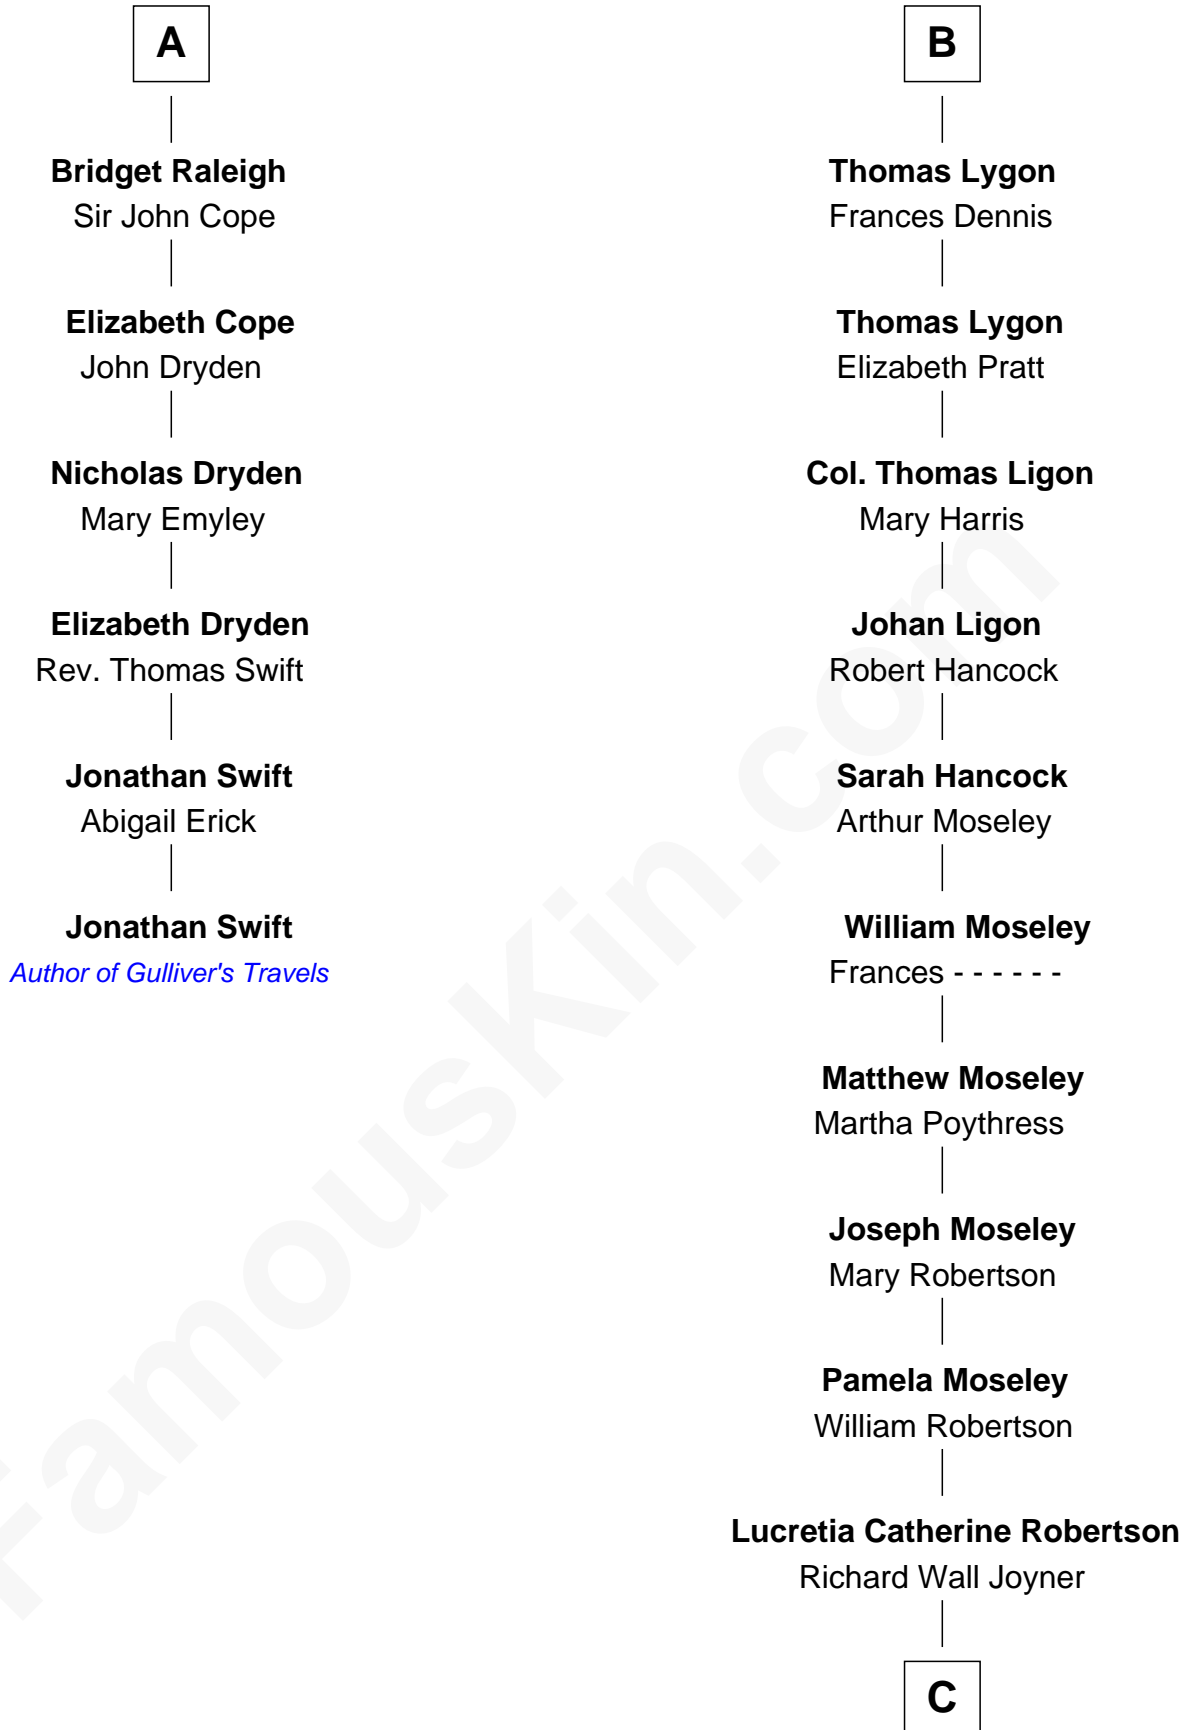 A
Bridget Raleigh
Sir John Cope
Elizabeth Cope
John Dryden
Nicholas Dryden
Mary Emyley
Elizabeth Dryden
Rev. Thomas Swift
Jonathan Swift
Abigail Erick
Jonathan Swift
Author of Gulliver's Travels
B
Thomas Lygon
Frances Dennis
Thomas Lygon
Elizabeth Pratt
Col. Thomas Ligon
Mary Harris
Johan Ligon
Robert Hancock
Sarah Hancock
Arthur Moseley
William Moseley
Frances - - - - - -
Matthew Moseley
Martha Poythress
Joseph Moseley
Mary Robertson
Pamela Moseley
William Robertson
Lucretia Catherine Robertson
Richard Wall Joyner
C
FamousKin.com